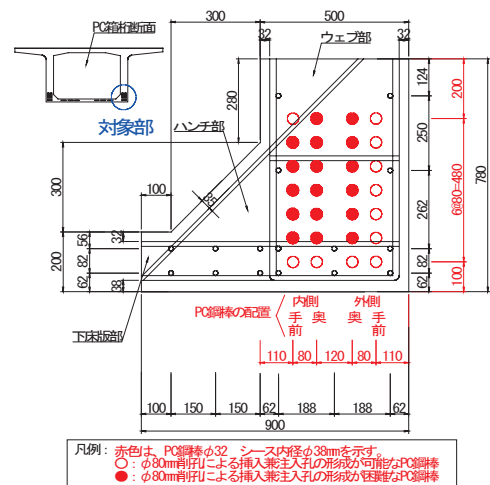 PC箱桁断面
対象部
300
500
32
32
ウェブ部
ハンチ部
280
300
100
35
56
32
200
82
62
38
下床版部
124
250
262
82
62
200
6@80=480
100
780
PC鋼棒の配置
内側
外側
手前
奥
奥
手前
110
80
120
80
110
100
150
150
62
188
188
62
900
凡例:赤色は、PC鋼棒φ32 シース内径φ38mmを示す。
○:φ80mm削孔による挿入兼注入孔の形成が可能なPC鋼棒
●:φ80mm削孔による挿入兼注入孔の形成が困難なPC鋼棒